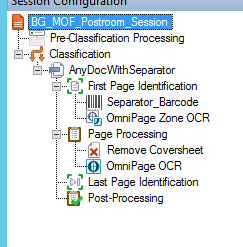 Session Configuration
BG_MOF_Postroom_Session
Pre-Classification Processing
Classification
AnyDocWithSeparator
First Page Identification
Separator_Barcode
OmniPage Zone OCR
Page Processing
Remove Coversheet
OmniPage OCR
Last Page Identification
Post-Processing